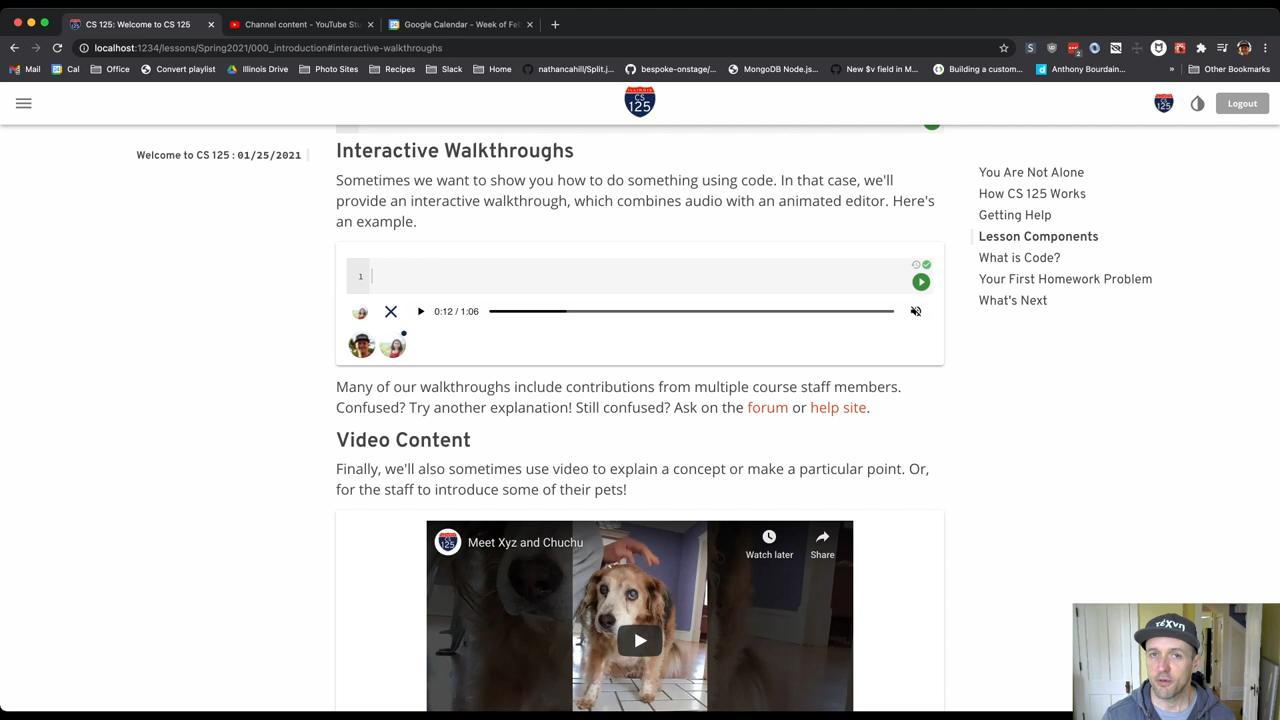 CS 125: Welcome to CS 125
Channel content - YouTube Stu
Google Calendar - Week of Feb
localhost:1234/lessons/Spring2021/000_introduction#interactive-walkthroughs
Mail
Cal
Office
Convert playlist
Illinois Drive
Photo Sites
Recipes
Slack
Home
nathancahill/Split.j...
bespoke-onstage/...
MongoDB Node.js...
New $v field in M...
Building a custom...
Anthony Bourdain...
»
Other Bookmarks
ILLINOIS
CS
125
Logout
Welcome to CS 125 : 01/25/2021
Interactive Walkthroughs
Sometimes we want to show you how to do something using code. In that case, we'll
provide an interactive walkthrough, which combines audio with an animated editor. Here's
an example.
1
0:12 / 1:06
Many of our walkthroughs include contributions from multiple course staff members.
Confused? Try another explanation! Still confused? Ask on the forum or help site.
Video Content
Finally, we'll also sometimes use video to explain a concept or make a particular point. Or,
for the staff to introduce some of their pets!
Meet Xyz and Chuchu
Watch later
Share
You Are Not Alone
How CS 125 Works
Getting Help
Lesson Components
What is Code?
Your First Homework Problem
What's Next
τέχνη